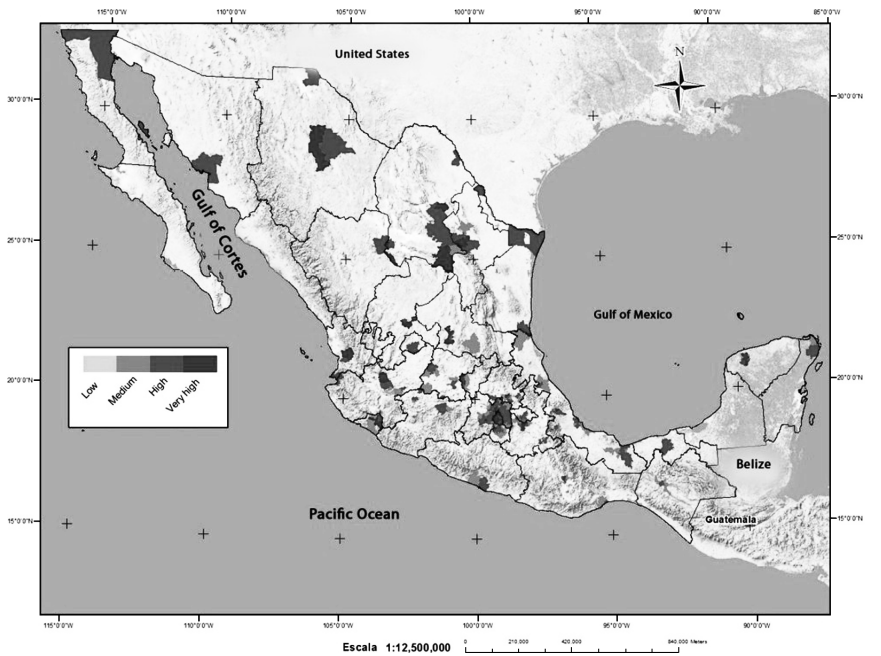 115°0'0"W 110°0'0"W 105°0'0"W 100°0'0"W 95°0'0"W 90°0'0"W 85°0'0"W
United States
N
30°0'0"N 30°0'0"N
Gulf of Cortes
25°0'0"N 25°0'0"N
Gulf of Mexico
Low Medium High Very high
20°0'0"N 20°0'0"N
Belize
Pacific Ocean
Guatemala
15°0'0"N 15°0'0"N
115°0'0"W 110°0'0"W 105°0'0"W 100°0'0"W 95°0'0"W 90°0'0"W
Escala 1:12,500,000
0 210,000 420,000 840,000 Meters